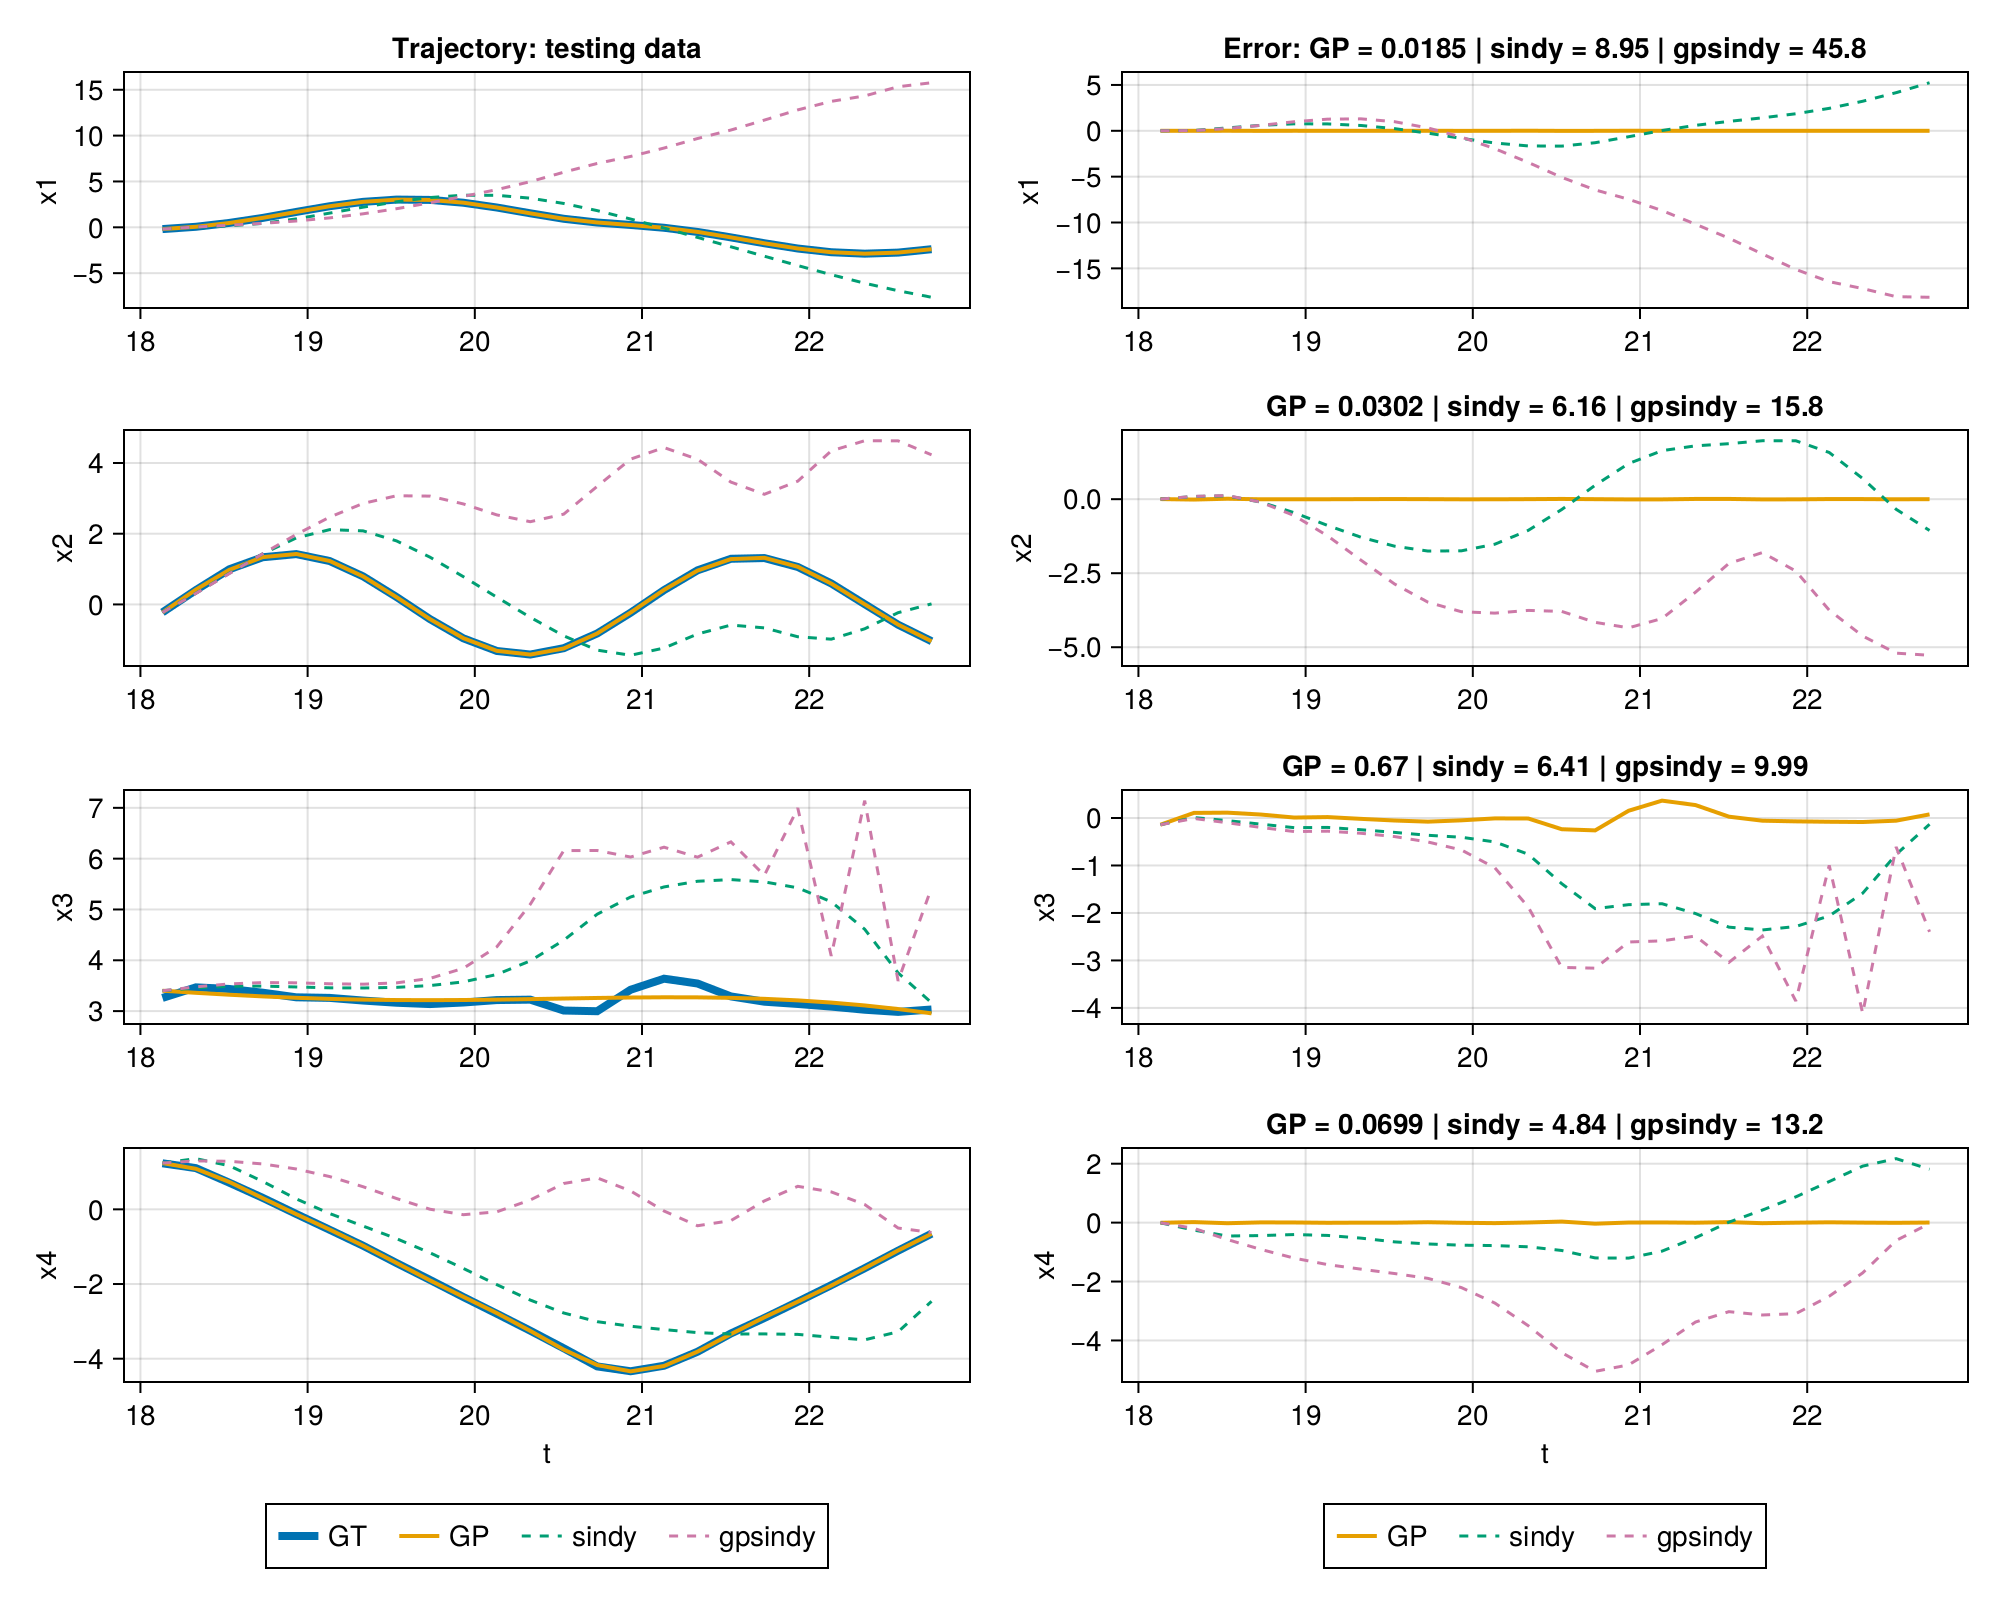 Trajectory: testing data
15
10
5
0
−5
x1
18 19 20 21 22
Error: GP = 0.0185 | sindy = 8.95 | gpsindy = 45.8
5
0
−5
−10
−15
x1
18 19 20 21 22
4
2
0
x2
18 19 20 21 22
GP = 0.0302 | sindy = 6.16 | gpsindy = 15.8
0.0
−2.5
−5.0
x2
18 19 20 21 22
7
6
5
4
3
x3
18 19 20 21 22
GP = 0.67 | sindy = 6.41 | gpsindy = 9.99
0
−1
−2
−3
−4
x3
18 19 20 21 22
0
−2
−4
x4
18 19 20 21 22
t
GP = 0.0699 | sindy = 4.84 | gpsindy = 13.2
2
0
−2
−4
x4
18 19 20 21 22
t
GT GP sindy gpsindy
GP sindy gpsindy